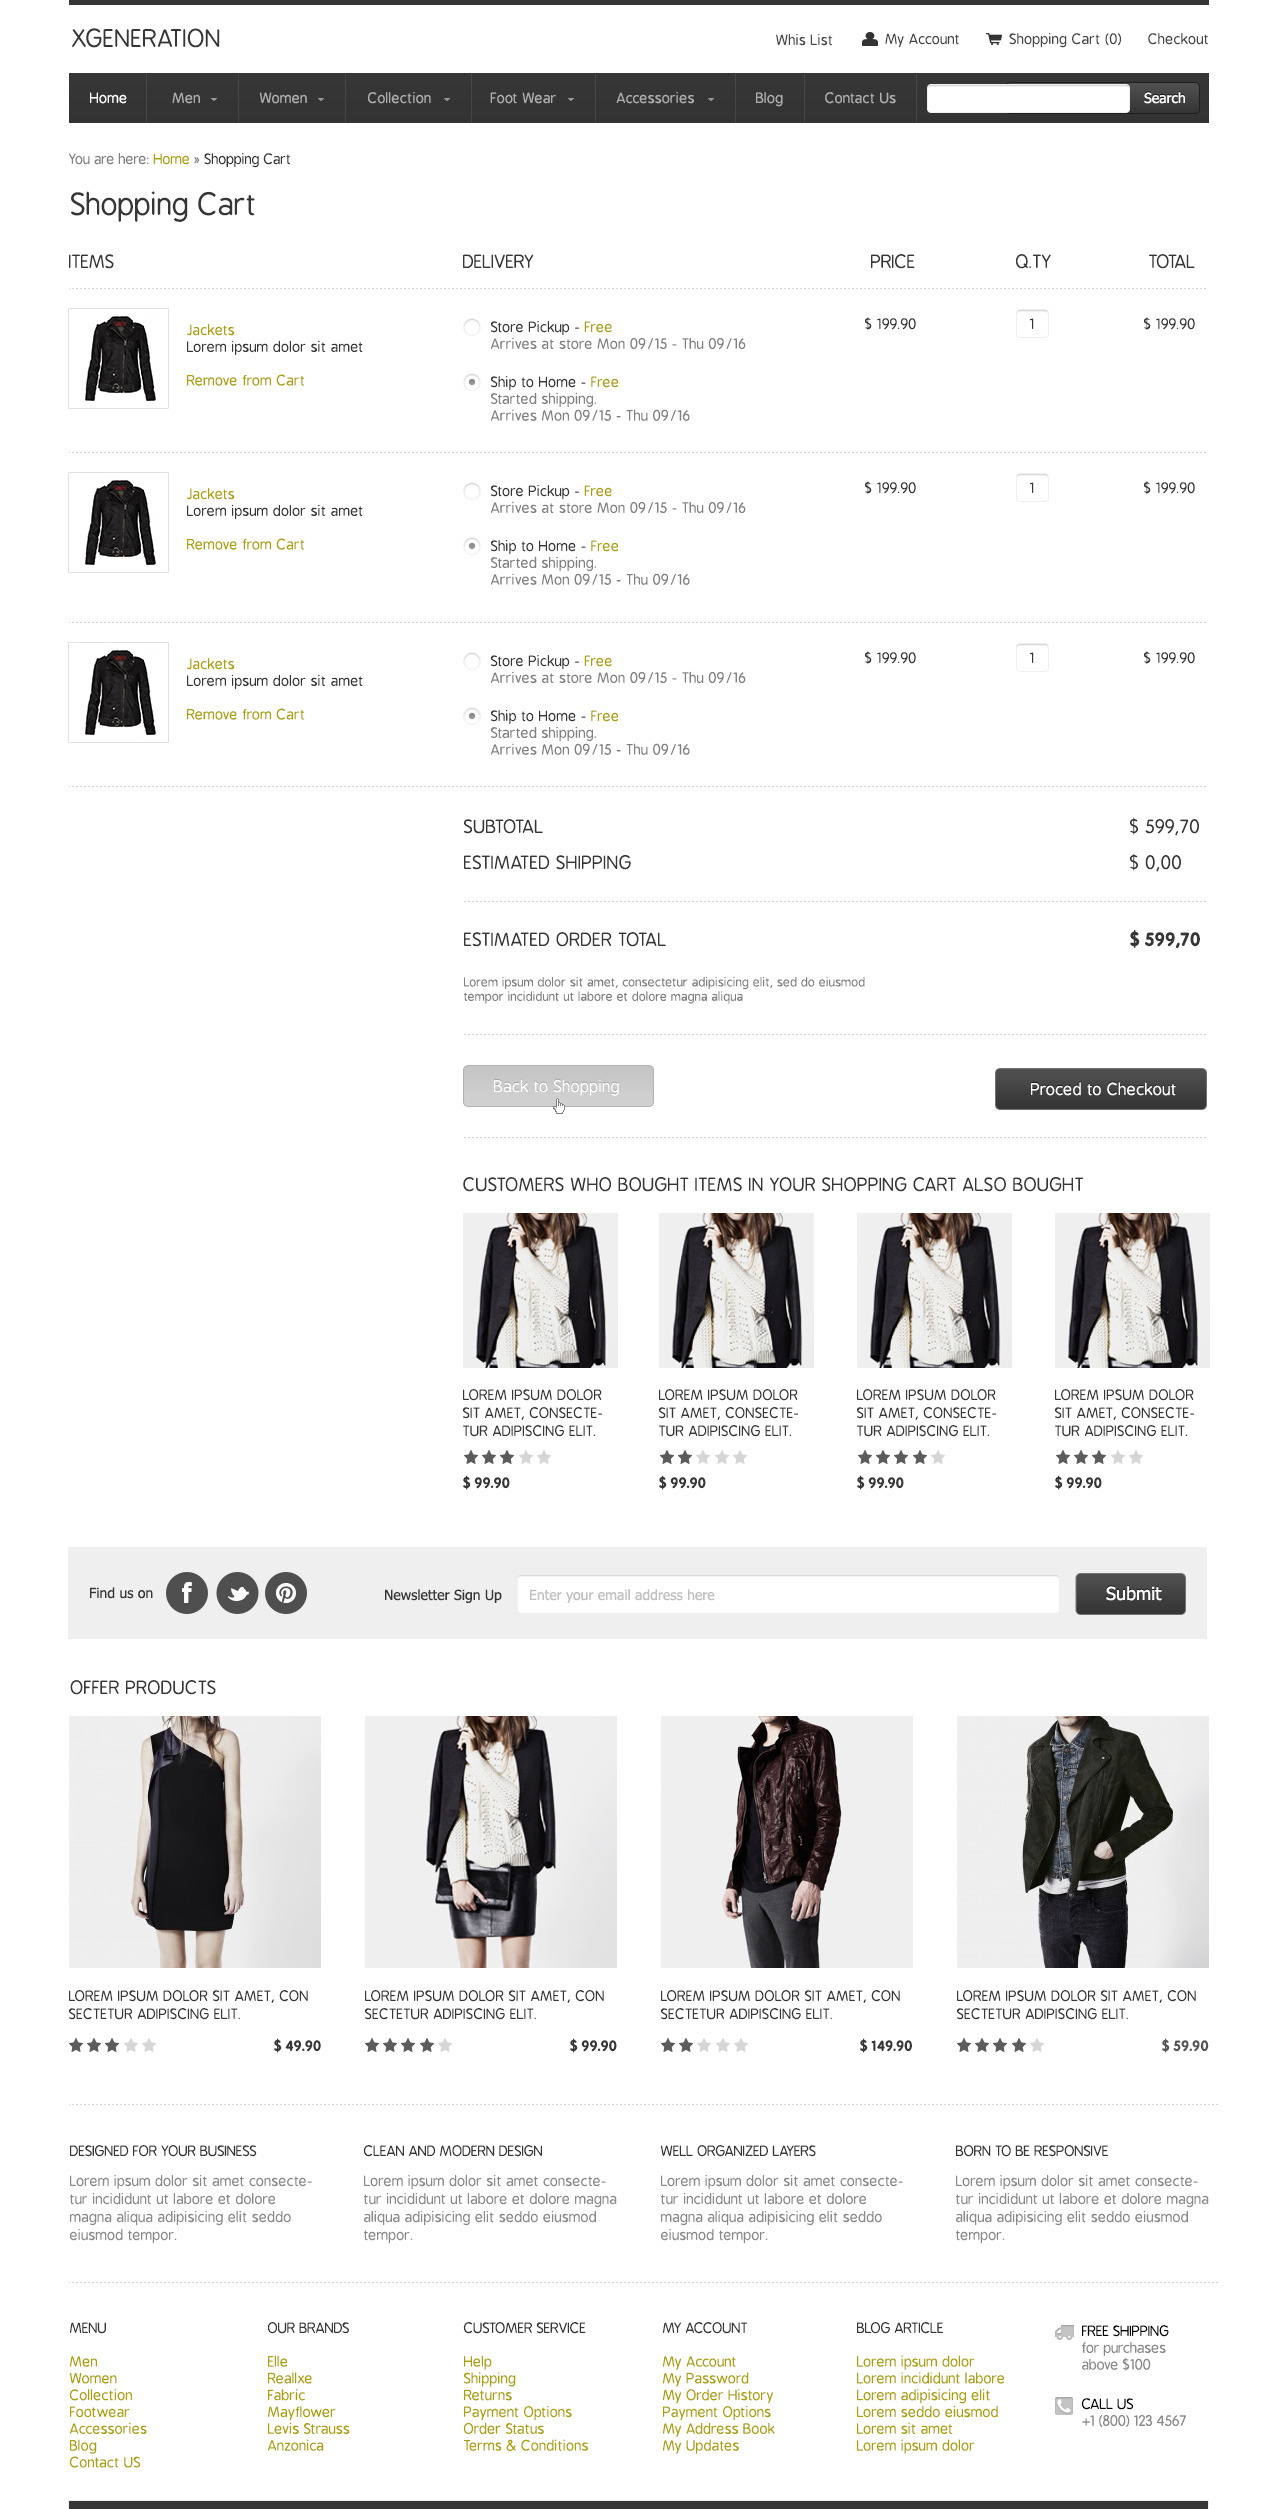 XGENERATION
Whis List My Account Shopping Cart (0) Checkout
Home Men Women Collection Foot Wear Accessories Blog Contact Us Search
You are here: Home » Shopping Cart
Shopping Cart
ITEMS DELIVERY PRICE Q.TY TOTAL
Jackets
Lorem ipsum dolor sit amet
Remove from Cart
Store Pickup - Free
Arrives at store Mon 09/15 - Thu 09/16
Ship to Home - Free
Started shipping.
Arrives Mon 09/15 - Thu 09/16
$ 199.90 1 $ 199.90
Jackets
Lorem ipsum dolor sit amet
Remove from Cart
Store Pickup - Free
Arrives at store Mon 09/15 - Thu 09/16
Ship to Home - Free
Started shipping.
Arrives Mon 09/15 - Thu 09/16
$ 199.90 1 $ 199.90
Jackets
Lorem ipsum dolor sit amet
Remove from Cart
Store Pickup - Free
Arrives at store Mon 09/15 - Thu 09/16
Ship to Home - Free
Started shipping.
Arrives Mon 09/15 - Thu 09/16
$ 199.90 1 $ 199.90
SUBTOTAL $ 599,70
ESTIMATED SHIPPING $ 0,00
ESTIMATED ORDER TOTAL $ 599,70
Lorem ipsum dolor sit amet, consectetur adipisicing elit, sed do eiusmod
tempor incididunt ut labore et dolore magna aliqua
Back to Shopping Proced to Checkout
CUSTOMERS WHO BOUGHT ITEMS IN YOUR SHOPPING CART ALSO BOUGHT
LOREM IPSUM DOLOR
SIT AMET, CONSECTE-
TUR ADIPISCING ELIT.
$ 99.90
LOREM IPSUM DOLOR
SIT AMET, CONSECTE-
TUR ADIPISCING ELIT.
$ 99.90
LOREM IPSUM DOLOR
SIT AMET, CONSECTE-
TUR ADIPISCING ELIT.
$ 99.90
LOREM IPSUM DOLOR
SIT AMET, CONSECTE-
TUR ADIPISCING ELIT.
$ 99.90
Find us on Newsletter Sign Up Enter your email address here Submit
OFFER PRODUCTS
LOREM IPSUM DOLOR SIT AMET, CON
SECTETUR ADIPISCING ELIT.
$ 49.90
LOREM IPSUM DOLOR SIT AMET, CON
SECTETUR ADIPISCING ELIT.
$ 99.90
LOREM IPSUM DOLOR SIT AMET, CON
SECTETUR ADIPISCING ELIT.
$ 149.90
LOREM IPSUM DOLOR SIT AMET, CON
SECTETUR ADIPISCING ELIT.
$ 59.90
DESIGNED FOR YOUR BUSINESS
Lorem ipsum dolor sit amet consecte-
tur incididunt ut labore et dolore
magna aliqua adipisicing elit seddo
eiusmod tempor.
CLEAN AND MODERN DESIGN
Lorem ipsum dolor sit amet consecte-
tur incididunt ut labore et dolore magna
aliqua adipisicing elit seddo eiusmod
tempor.
WELL ORGANIZED LAYERS
Lorem ipsum dolor sit amet consecte-
tur incididunt ut labore et dolore
magna aliqua adipisicing elit seddo
eiusmod tempor.
BORN TO BE RESPONSIVE
Lorem ipsum dolor sit amet consecte-
tur incididunt ut labore et dolore magna
aliqua adipisicing elit seddo eiusmod
tempor.
MENU
Men
Women
Collection
Footwear
Accessories
Blog
Contact US
OUR BRANDS
Elle
Reallxe
Fabric
Mayflower
Levis Strauss
Anzonica
CUSTOMER SERVICE
Help
Shipping
Returns
Payment Options
Order Status
Terms & Conditions
MY ACCOUNT
My Account
My Password
My Order History
Payment Options
My Address Book
My Updates
BLOG ARTICLE
Lorem ipsum dolor
Lorem incididunt labore
Lorem adipisicing elit
Lorem seddo eiusmod
Lorem sit amet
Lorem ipsum dolor
FREE SHIPPING
for purchases
above $100
CALL US
+1 (800) 123 4567